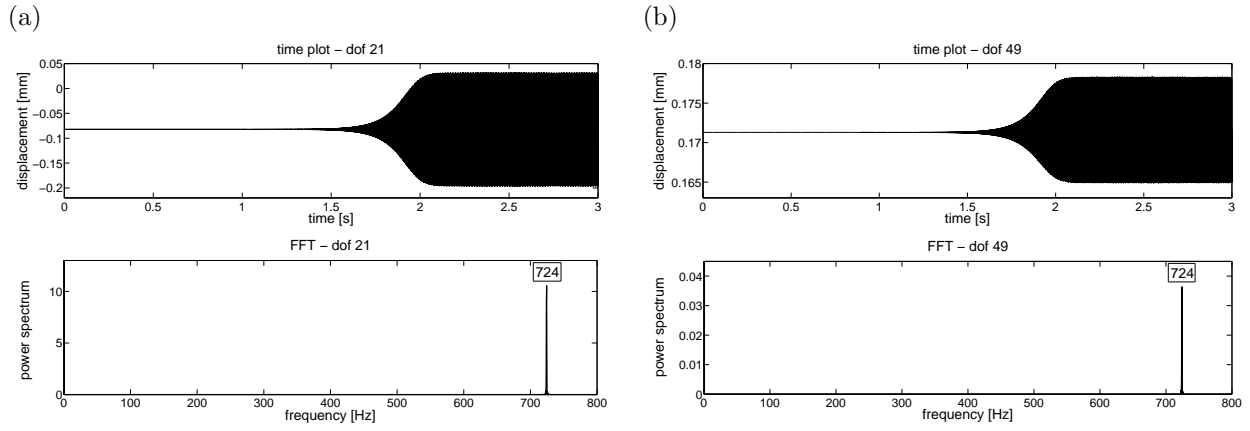 (a)
time plot – dof 21
displacement [mm]
0.05
0
−0.05
−0.1
−0.15
−0.2
0 0.5 1 1.5 2 2.5 3
time [s]
FFT – dof 21
power spectrum
10
5
0
724
0 100 200 300 400 500 600 700 800
frequency [Hz]
(b)
time plot – dof 49
displacement [mm]
0.18
0.175
0.17
0.165
0 0.5 1 1.5 2 2.5 3
time [s]
FFT – dof 49
power spectrum
0.04
0.03
0.02
0.01
0
724
0 100 200 300 400 500 600 700 800
frequency [Hz]